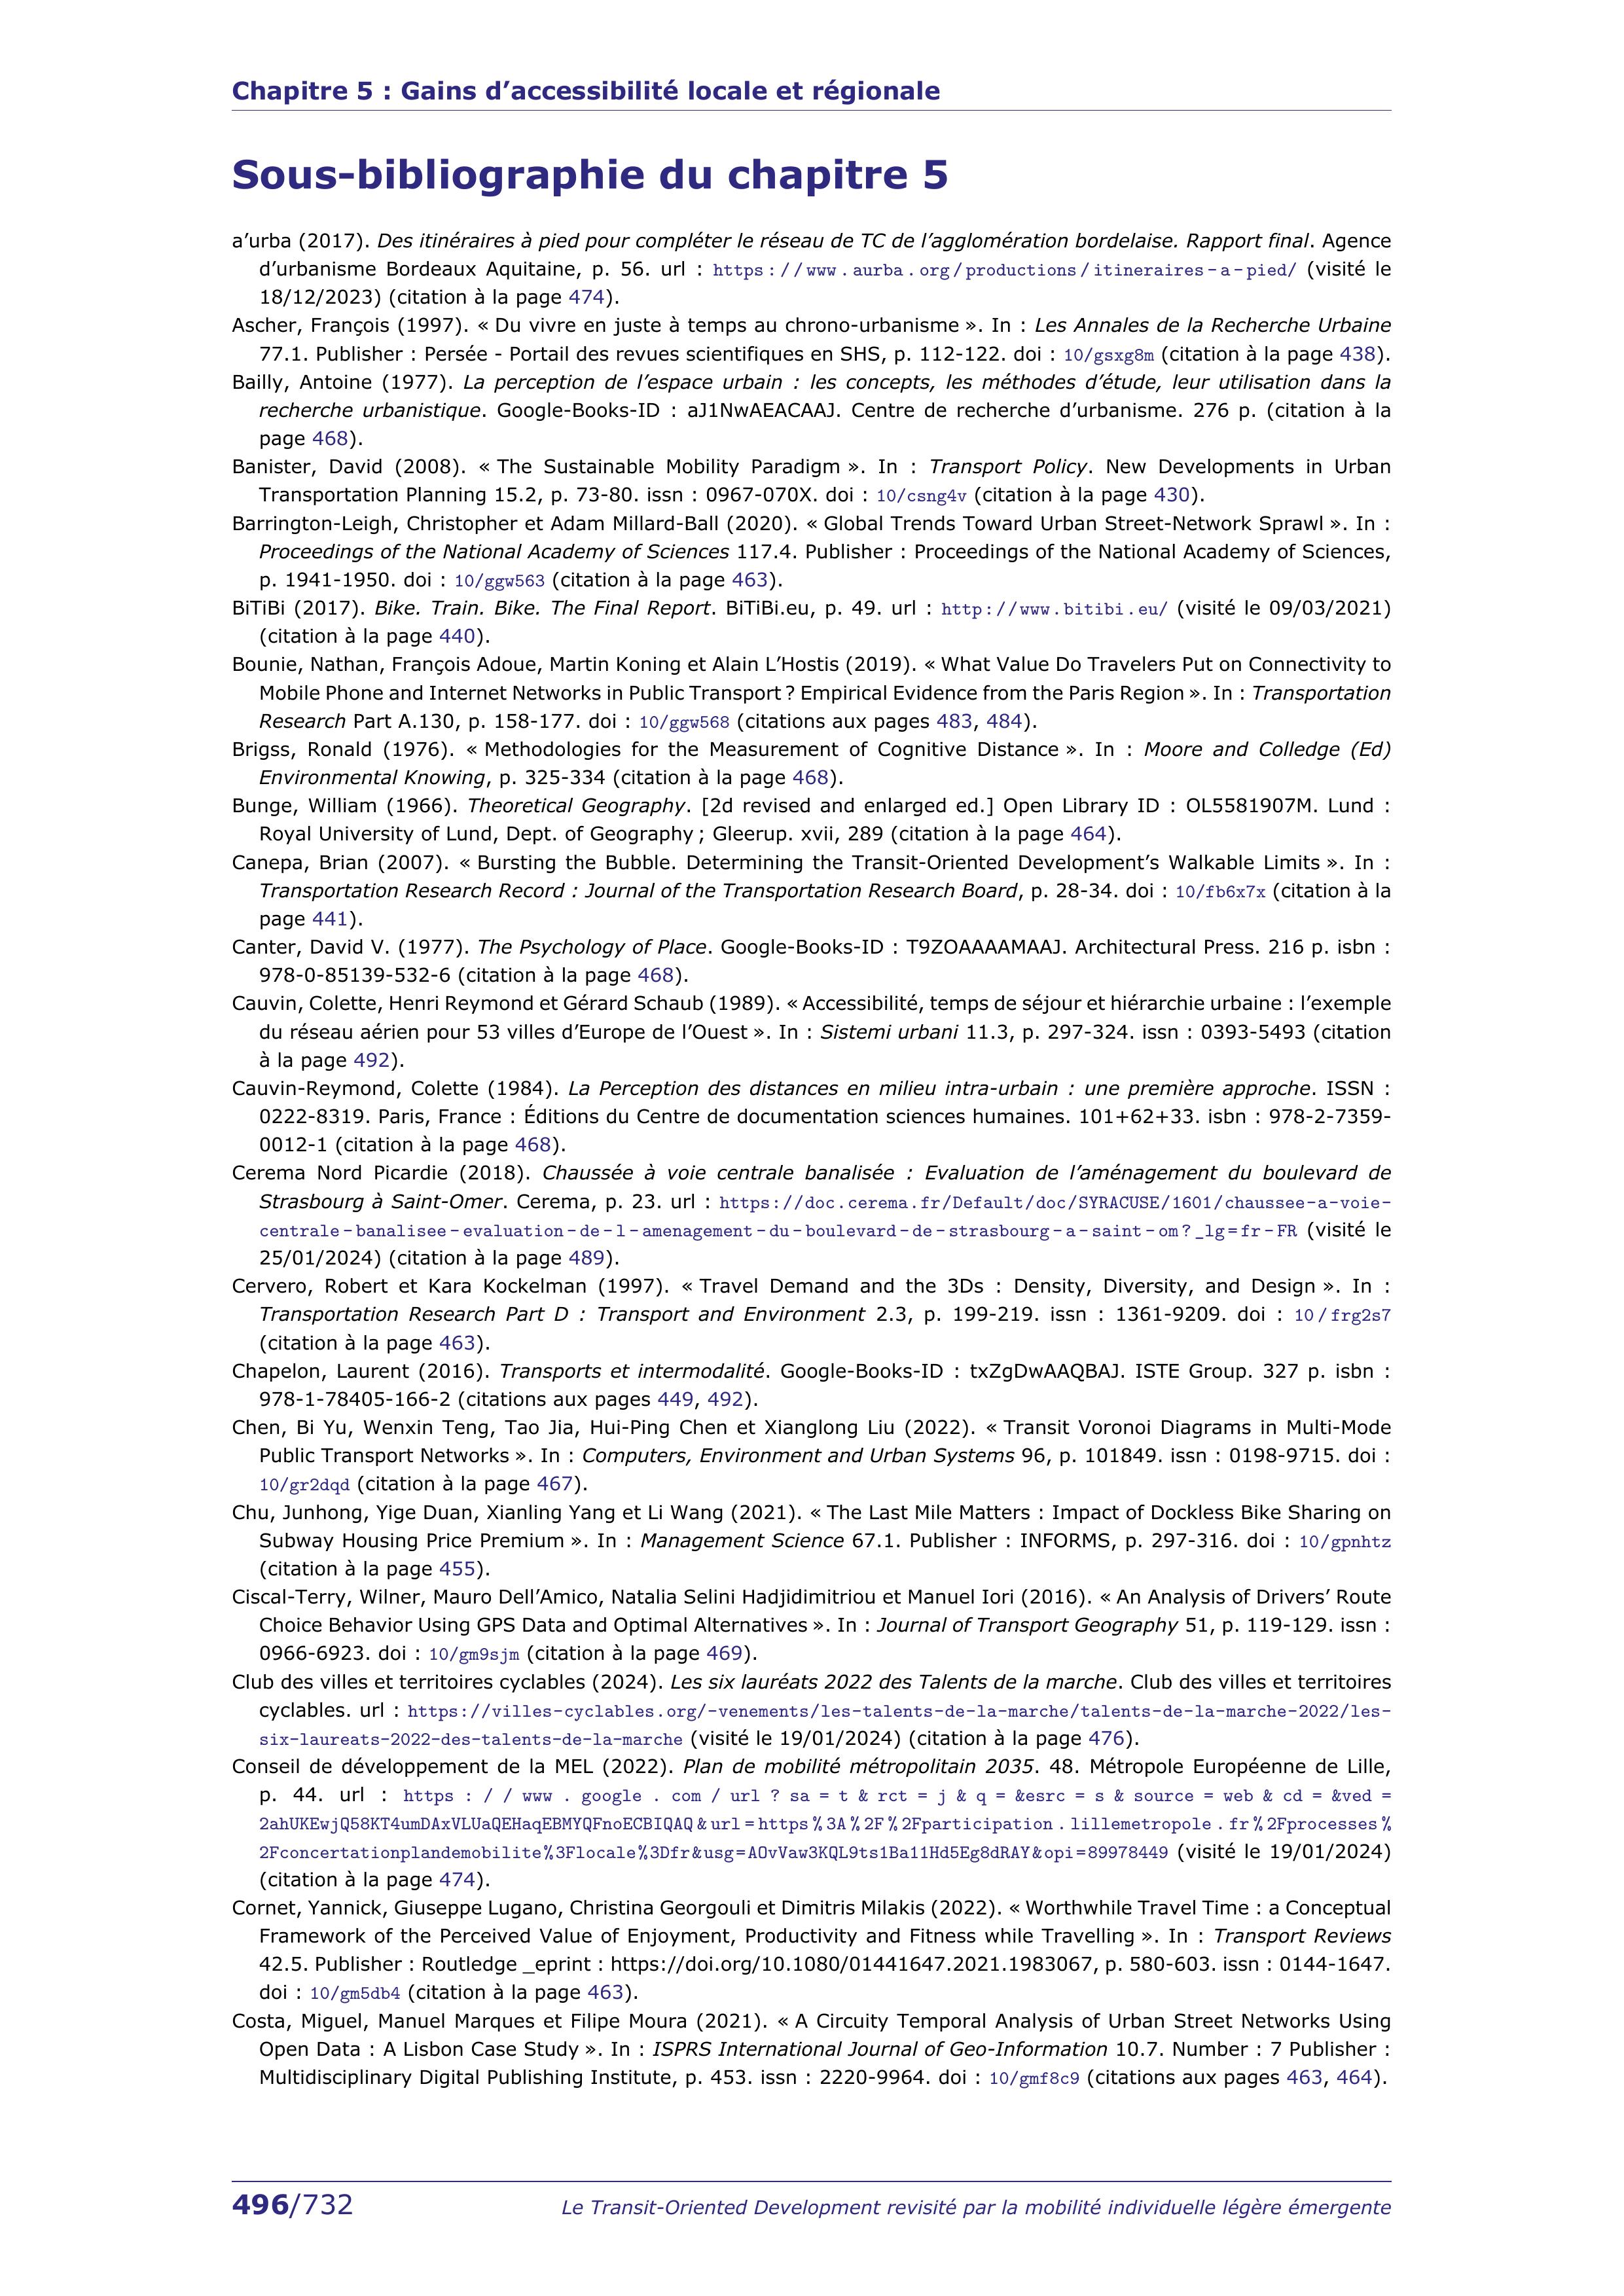 Chapitre 5 : Gains d’accessibilité locale et régionale
Sous-bibliographie du chapitre 5
a’urba (2017). Des itinéraires à pied pour compléter le réseau de TC de l’agglomération bordelaise. Rapport final. Agence
d’urbanisme Bordeaux Aquitaine, p. 56. url : https://www.aurba.org/productions/itineraires-a-pied/ (visité le
18/12/2023) (citation à la page 474).
Ascher, François (1997). « Du vivre en juste à temps au chrono-urbanisme ». In : Les Annales de la Recherche Urbaine
77.1. Publisher : Persée - Portail des revues scientifiques en SHS, p. 112-122. doi : 10/gsxg8m (citation à la page 438).
Bailly, Antoine (1977). La perception de l’espace urbain : les concepts, les méthodes d’étude, leur utilisation dans la
recherche urbanistique. Google-Books-ID : aJ1NwAEACAAJ. Centre de recherche d’urbanisme. 276 p. (citation à la
page 468).
Banister, David (2008). « The Sustainable Mobility Paradigm ». In : Transport Policy. New Developments in Urban
Transportation Planning 15.2, p. 73-80. issn : 0967-070X. doi : 10/csng4v (citation à la page 430).
Barrington-Leigh, Christopher et Adam Millard-Ball (2020). « Global Trends Toward Urban Street-Network Sprawl ». In :
Proceedings of the National Academy of Sciences 117.4. Publisher : Proceedings of the National Academy of Sciences,
p. 1941-1950. doi : 10/ggw563 (citation à la page 463).
BiTiBi (2017). Bike. Train. Bike. The Final Report. BiTiBi.eu, p. 49. url : http://www.bitibi.eu/ (visité le 09/03/2021)
(citation à la page 440).
Bounie, Nathan, François Adoue, Martin Koning et Alain L’Hostis (2019). « What Value Do Travelers Put on Connectivity to
Mobile Phone and Internet Networks in Public Transport ? Empirical Evidence from the Paris Region ». In : Transportation
Research Part A.130, p. 158-177. doi : 10/ggw568 (citations aux pages 483, 484).
Brigss, Ronald (1976). « Methodologies for the Measurement of Cognitive Distance ». In : Moore and Colledge (Ed)
Environmental Knowing, p. 325-334 (citation à la page 468).
Bunge, William (1966). Theoretical Geography. [2d revised and enlarged ed.] Open Library ID : OL5581907M. Lund :
Royal University of Lund, Dept. of Geography ; Gleerup. xvii, 289 (citation à la page 464).
Canepa, Brian (2007). « Bursting the Bubble. Determining the Transit-Oriented Development’s Walkable Limits ». In :
Transportation Research Record : Journal of the Transportation Research Board, p. 28-34. doi : 10/fb6x7x (citation à la
page 441).
Canter, David V. (1977). The Psychology of Place. Google-Books-ID : T9ZOAAAAMAAJ. Architectural Press. 216 p. isbn :
978-0-85139-532-6 (citation à la page 468).
Cauvin, Colette, Henri Reymond et Gérard Schaub (1989). « Accessibilité, temps de séjour et hiérarchie urbaine : l’exemple
du réseau aérien pour 53 villes d’Europe de l’Ouest ». In : Sistemi urbani 11.3, p. 297-324. issn : 0393-5493 (citation
à la page 492).
Cauvin-Reymond, Colette (1984). La Perception des distances en milieu intra-urbain : une première approche. ISSN :
0222-8319. Paris, France : Éditions du Centre de documentation sciences humaines. 101+62+33. isbn : 978-2-7359-
0012-1 (citation à la page 468).
Cerema Nord Picardie (2018). Chaussée à voie centrale banalisée : Evaluation de l’aménagement du boulevard de
Strasbourg à Saint-Omer. Cerema, p. 23. url : https://doc.cerema.fr/Default/doc/SYRACUSE/1601/chaussee-a-voie-
centrale-banalisee-evaluation-de-l-amenagement-du-boulevard-de-strasbourg-a-saint-om?_lg=fr-FR (visité le
25/01/2024) (citation à la page 489).
Cervero, Robert et Kara Kockelman (1997). « Travel Demand and the 3Ds : Density, Diversity, and Design ». In :
Transportation Research Part D : Transport and Environment 2.3, p. 199-219. issn : 1361-9209. doi : 10/frg2s7
(citation à la page 463).
Chapelon, Laurent (2016). Transports et intermodalité. Google-Books-ID : txZgDwAAQBAJ. ISTE Group. 327 p. isbn :
978-1-78405-166-2 (citations aux pages 449, 492).
Chen, Bi Yu, Wenxin Teng, Tao Jia, Hui-Ping Chen et Xianglong Liu (2022). « Transit Voronoi Diagrams in Multi-Mode
Public Transport Networks ». In : Computers, Environment and Urban Systems 96, p. 101849. issn : 0198-9715. doi :
10/gr2dqd (citation à la page 467).
Chu, Junhong, Yige Duan, Xianling Yang et Li Wang (2021). « The Last Mile Matters : Impact of Dockless Bike Sharing on
Subway Housing Price Premium ». In : Management Science 67.1. Publisher : INFORMS, p. 297-316. doi : 10/gpnhtz
(citation à la page 455).
Ciscal-Terry, Wilner, Mauro Dell’Amico, Natalia Selini Hadjidimitriou et Manuel Iori (2016). « An Analysis of Drivers’ Route
Choice Behavior Using GPS Data and Optimal Alternatives ». In : Journal of Transport Geography 51, p. 119-129. issn :
0966-6923. doi : 10/gm9sjm (citation à la page 469).
Club des villes et territoires cyclables (2024). Les six lauréats 2022 des Talents de la marche. Club des villes et territoires
cyclables. url : https://villes-cyclables.org/-venements/les-talents-de-la-marche/talents-de-la-marche-2022/les-
six-laureats-2022-des-talents-de-la-marche (visité le 19/01/2024) (citation à la page 476).
Conseil de développement de la MEL (2022). Plan de mobilité métropolitain 2035. 48. Métropole Européenne de Lille,
p. 44. url : https : / / www . google . com / url ? sa = t & rct = j & q = &esrc = s & source = web & cd = &ved =
2ahUKEwjQ58KT4umDAxVLUaQEHaqEBMYQFnoECBIQAQ&url=https%3A%2F%2Fparticipation.lillemetropole.fr%2Fprocesses%
2Fconcertationplandemobilite%3Flocale%3Dfr&usg=AOvVaw3KQL9ts1Ba11Hd5Eg8dRAY&opi=89978449 (visité le 19/01/2024)
(citation à la page 474).
Cornet, Yannick, Giuseppe Lugano, Christina Georgouli et Dimitris Milakis (2022). « Worthwhile Travel Time : a Conceptual
Framework of the Perceived Value of Enjoyment, Productivity and Fitness while Travelling ». In : Transport Reviews
42.5. Publisher : Routledge _eprint : https://doi.org/10.1080/01441647.2021.1983067, p. 580-603. issn : 0144-1647.
doi : 10/gm5db4 (citation à la page 463).
Costa, Miguel, Manuel Marques et Filipe Moura (2021). « A Circuity Temporal Analysis of Urban Street Networks Using
Open Data : A Lisbon Case Study ». In : ISPRS International Journal of Geo-Information 10.7. Number : 7 Publisher :
Multidisciplinary Digital Publishing Institute, p. 453. issn : 2220-9964. doi : 10/gmf8c9 (citations aux pages 463, 464).
496/732 Le Transit-Oriented Development revisité par la mobilité individuelle légère émergente